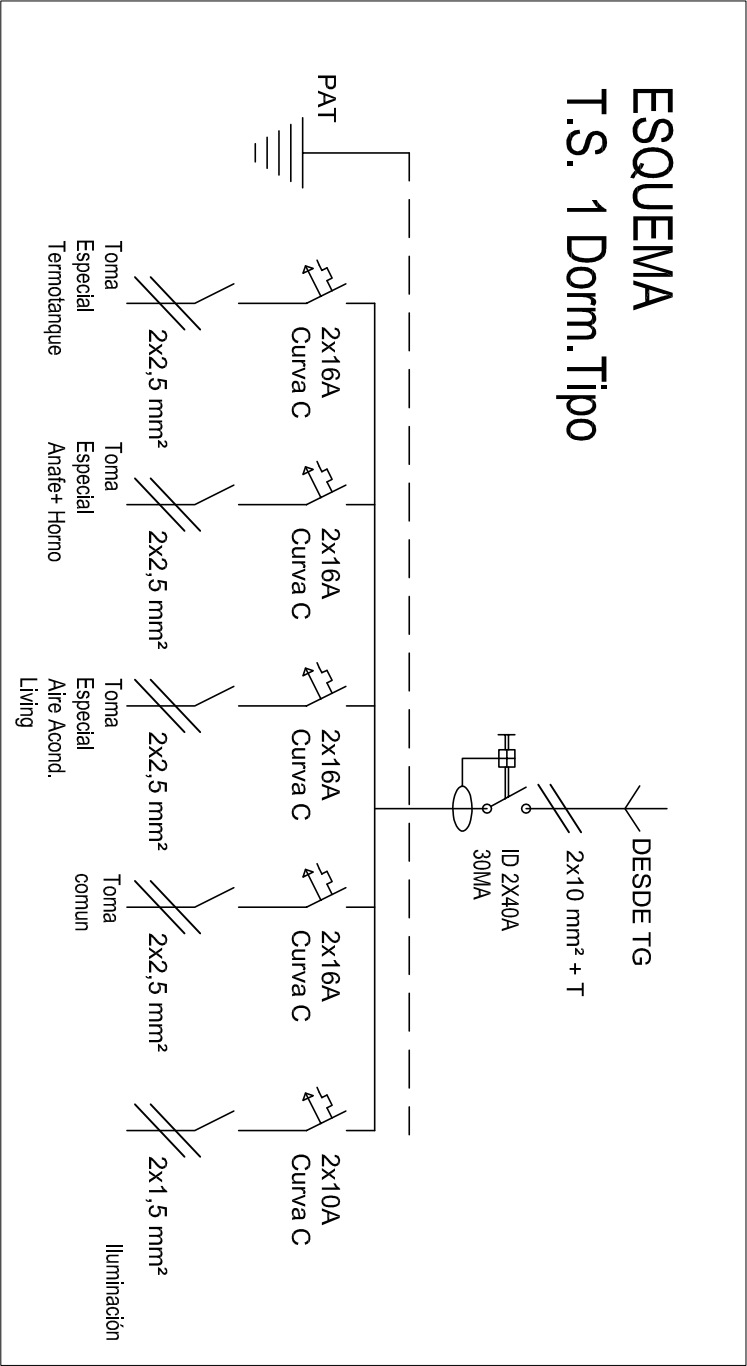 ESQUEMA
T.S. 1 Dorm. Tipo
DESDE TG
2x10 mm² + T
ID 2X40A
30MA
PAT
2x16A
Curva C
2x16A
Curva C
2x16A
Curva C
2x16A
Curva C
2x10A
Curva C
2x2,5 mm²
2x2,5 mm²
2x2,5 mm²
2x2,5 mm²
2x1,5 mm²
Toma
Especial
Termotanque
Toma
Especial
Anafe+ Horno
Toma
Especial
Aire Acond.
Living
Toma
comun
Iluminación